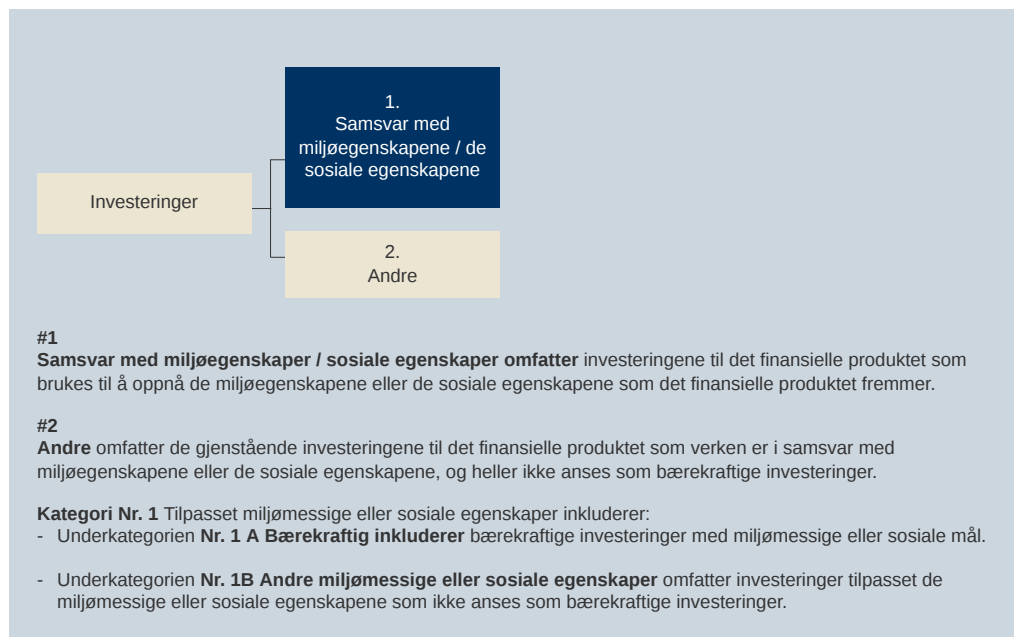 1.
Samsvar med
miljøegenskapene / de
sosiale egenskapene
Investeringer
2.
Andre
#1
Samsvar med miljøegenskaper / sosiale egenskaper omfatter investeringene til det finansielle produktet som
brukes til å oppnå de miljøegenskapene eller de sosiale egenskapene som det finansielle produktet fremmer.
#2
Andre omfatter de gjenstående investeringene til det finansielle produktet som verken er i samsvar med
miljøegenskapene eller de sosiale egenskapene, og heller ikke anses som bærekraftige investeringer.
Kategori Nr. 1 Tilpasset miljømessige eller sosiale egenskaper inkluderer:
- Underkategorien Nr. 1 A Bærekraftig inkluderer bærekraftige investeringer med miljømessige eller sosiale mål.
- Underkategorien Nr. 1B Andre miljømessige eller sosiale egenskaper omfatter investeringer tilpasset de
miljømessige eller sosiale egenskapene som ikke anses som bærekraftige investeringer.